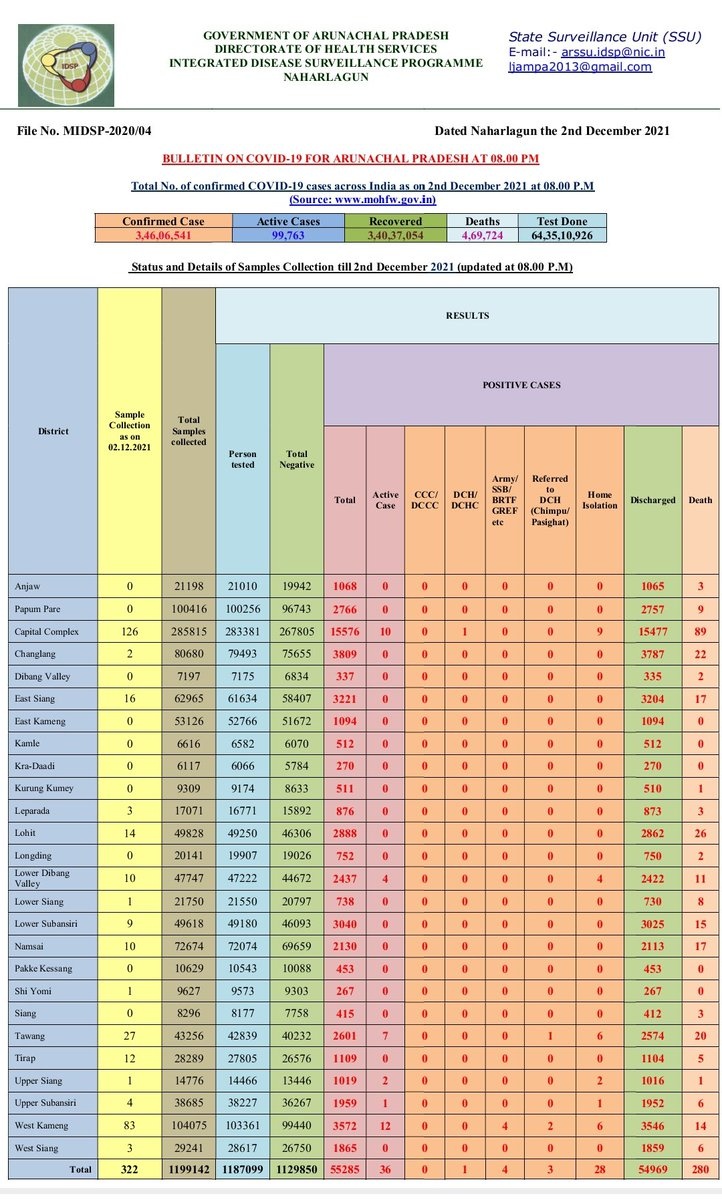 IDSP
GOVERNMENT OF ARUNACHAL PRADESH
DIRECTORATE OF HEALTH SERVICES
INTEGRATED DISEASE SURVEILLANCE PROGRAMME
NAHARLAGUN
State Surveillance Unit (SSU)
E-mail:- arssu.idsp@nic.in
ljampa2013@gmail.com
File No. MIDSP-2020/04 Dated Naharlagun the 2nd December 2021
BULLETIN ON COVID-19 FOR ARUNACHAL PRADESH AT 08.00 PM
Total No. of confirmed COVID-19 cases across India as on 2nd December 2021 at 08.00 P.M
(Source: www.mohfw.gov.in)
Confirmed Case Active Cases Recovered Deaths Test Done
3,46,06,541 99,763 3,40,37,054 4,69,724 64,35,10,926
Status and Details of Samples Collection till 2nd December 2021 (updated at 08.00 P.M)
RESULTS
POSITIVE CASES
District
Sample
Collection
as on
02.12.2021
Total
Samples
collected
Person
tested
Total
Negative
Total
Active
Case
CCC/
DCCC
DCH/
DCHC
Army/
SSB/
BRTF
GREF
etc
Referred
to
DCH
(Chimpu/
Pasighat)
Home
Isolation
Discharged
Death
Anjaw 0 21198 21010 19942 1068 0 0 0 0 0 0 1065 3
Papum Pare 0 100416 100256 96743 2766 0 0 0 0 0 0 2757 9
Capital Complex 126 285815 283381 267805 15576 10 0 1 0 0 9 15477 89
Changlang 2 80680 79493 75655 3809 0 0 0 0 0 0 3787 22
Dibang Valley 0 7197 7175 6834 337 0 0 0 0 0 0 335 2
East Siang 16 62965 61634 58407 3221 0 0 0 0 0 0 3204 17
East Kameng 0 53126 52766 51672 1094 0 0 0 0 0 0 1094 0
Kamle 0 6616 6582 6070 512 0 0 0 0 0 0 512 0
Kra-Daadi 0 6117 6066 5784 270 0 0 0 0 0 0 270 0
Kurung Kumey 0 9309 9174 8633 511 0 0 0 0 0 0 510 1
Leparada 3 17071 16771 15892 876 0 0 0 0 0 0 873 3
Lohit 14 49828 49250 46306 2888 0 0 0 0 0 0 2862 26
Longding 0 20141 19907 19026 752 0 0 0 0 0 0 750 2
Lower Dibang
Valley 10 47747 47222 44672 2437 4 0 0 0 0 4 2422 11
Lower Siang 1 21750 21550 20797 738 0 0 0 0 0 0 730 8
Lower Subansiri 9 49618 49180 46093 3040 0 0 0 0 0 0 3025 15
Namsai 10 72674 72074 69659 2130 0 0 0 0 0 0 2113 17
Pakke Kessang 0 10629 10543 10088 453 0 0 0 0 0 0 453 0
Shi Yomi 1 9627 9573 9303 267 0 0 0 0 0 0 267 0
Siang 0 8296 8177 7758 415 0 0 0 0 0 0 412 3
Tawang 27 43256 42839 40232 2601 7 0 0 0 1 6 2574 20
Tirap 12 28289 27805 26576 1109 0 0 0 0 0 0 1104 5
Upper Siang 1 14776 14466 13446 1019 2 0 0 0 0 2 1016 1
Upper Subansiri 4 38685 38227 36267 1959 1 0 0 0 0 1 1952 6
West Kameng 83 104075 103361 99440 3572 12 0 0 4 2 6 3546 14
West Siang 3 29241 28617 26750 1865 0 0 0 0 0 0 1859 6
Total 322 1199142 1187099 1129850 55285 36 0 1 4 3 28 54969 280